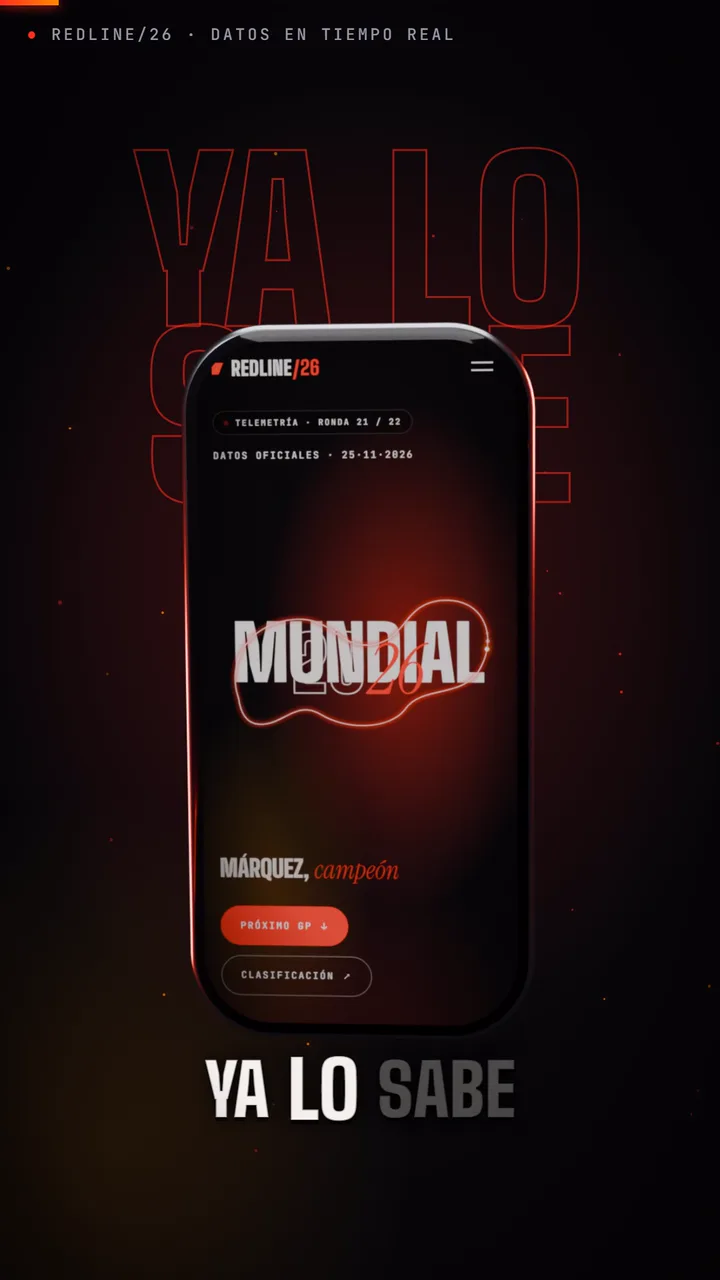 REDLINE/26 · DATOS EN TIEMPO REAL
YA LO
REDLINE/26
TELEMETRÍA · RONDA 21 / 22
DATOS OFICIALES · 25·11·2026
MUNDIAL
26
MÁRQUEZ, campeón
PRÓXIMO GP ↓
CLASIFICACIÓN ↗
YA LO SABE